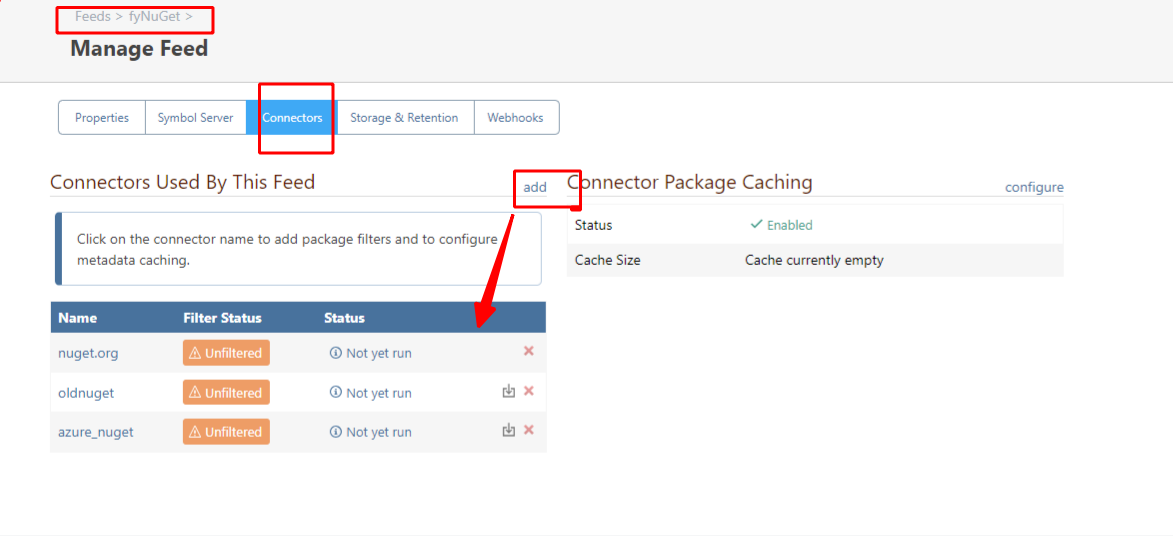 Feeds > fyNuGet >
Manage Feed
Properties Symbol Server Connectors Storage & Retention Webhooks
Connectors Used By This Feed add
Click on the connector name to add package filters and to configure
metadata caching.
Name Filter Status Status
nuget.org Unfiltered Not yet run
oldnuget Unfiltered Not yet run
azure_nuget Unfiltered Not yet run
Connector Package Caching configure
Status Enabled
Cache Size Cache currently empty